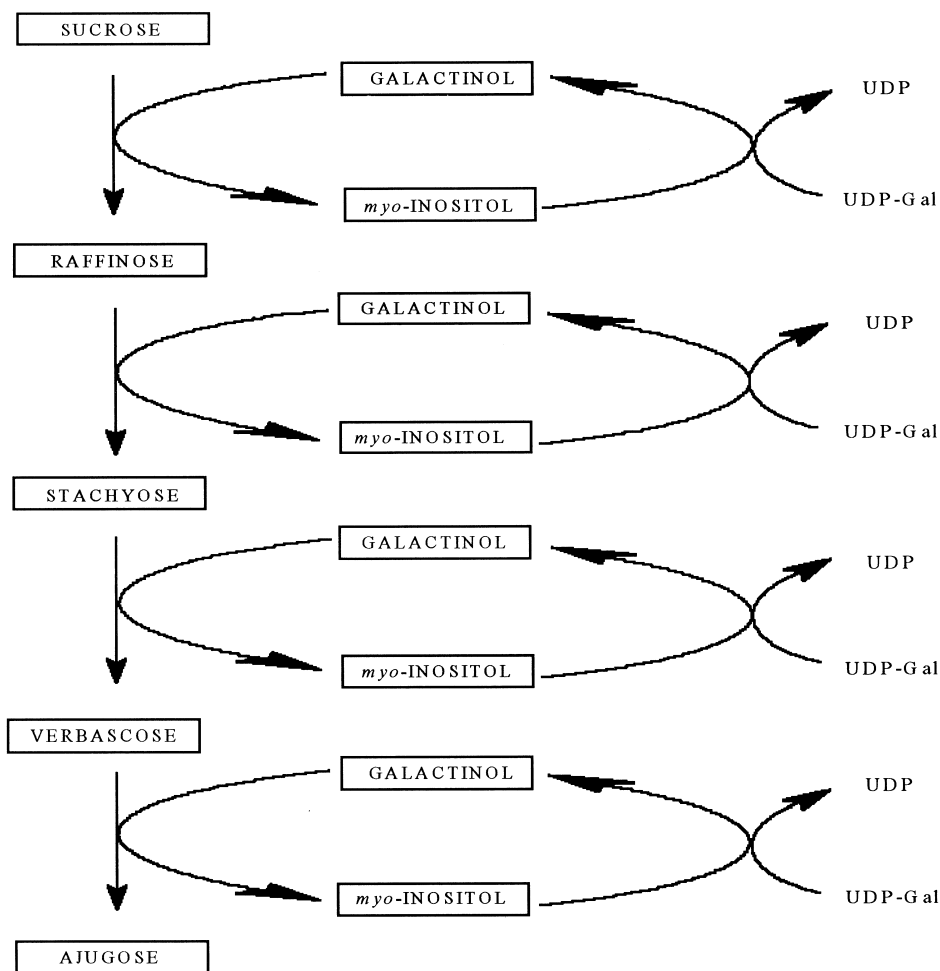 SUCROSE
GALACTINOL
UDP
myo-INOSITOL
UDP-Gal
RAFFINOSE
GALACTINOL
UDP
myo-INOSITOL
UDP-Gal
STACHYOSE
GALACTINOL
UDP
myo-INOSITOL
UDP-Gal
VERBASCOSE
GALACTINOL
UDP
myo-INOSITOL
UDP-Gal
AJUGOSE